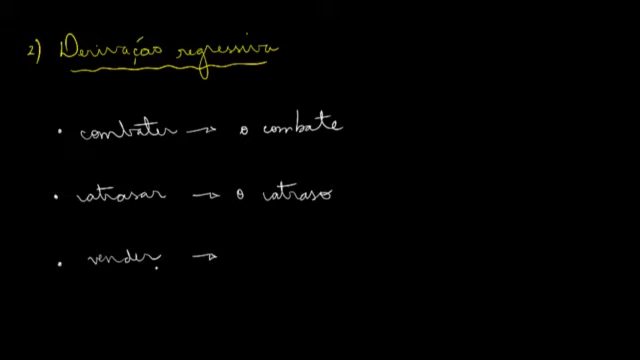 2) Derivação regressiva
• combater → o combate
• atrasar → o atraso
• vender →